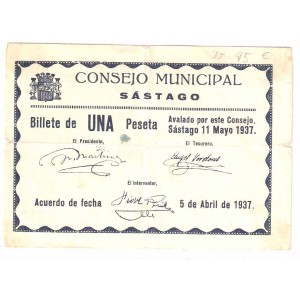 CONSEJO MUNICIPAL
SÁSTAGO
Billete de UNA Peseta
Avalado por este Consejo,
Sástago 11 Mayo 1937.
El Presidente,
El Tesorero,
El Interventor,
Acuerdo de fecha
5 de Abril de 1937.